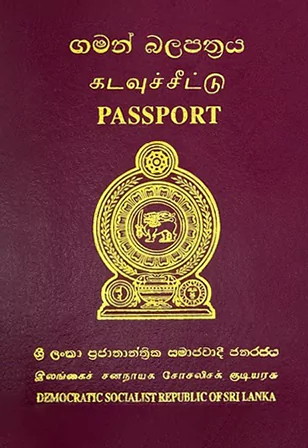 ගමන් බලපත්‍රය
கடவுச்சீட்டு
PASSPORT
ශ්‍රී ලංකා ප්‍රජාතාන්ත්‍රික සමාජවාදී ජනරජය
இலங்கைச் சனநாயக சோசலிசக் குடியரசு
DEMOCRATIC SOCIALIST REPUBLIC OF SRI LANKA